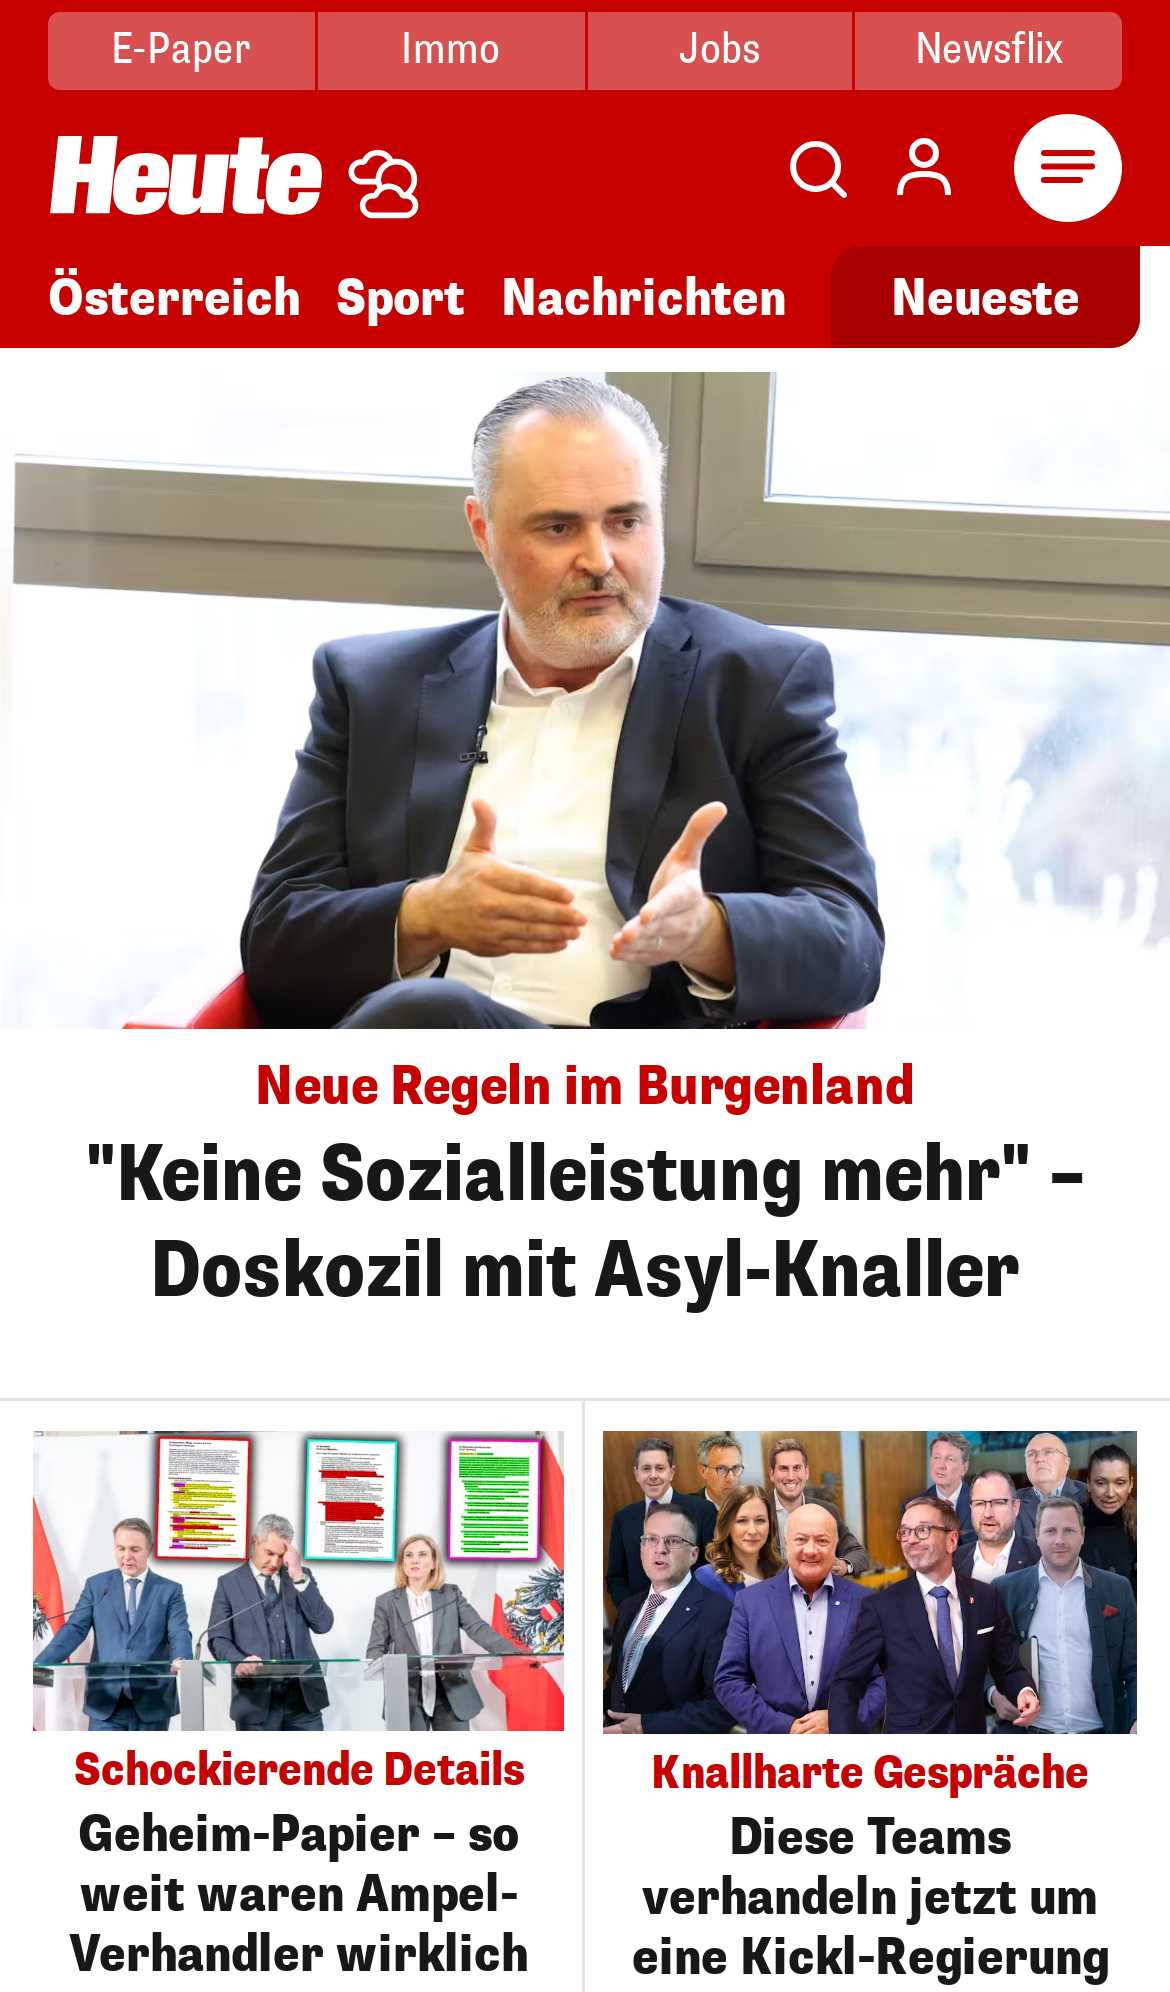 E-Paper
Immo
Jobs
Newsflix
Heute
Österreich
Sport
Nachrichten
Neueste
Neue Regeln im Burgenland
"Keine Sozialleistung mehr" –
Doskozil mit Asyl-Knaller
Schockierende Details
Geheim-Papier – so
weit waren Ampel-
Verhandler wirklich
Knallharte Gespräche
Diese Teams
verhandeln jetzt um
eine Kickl-Regierung